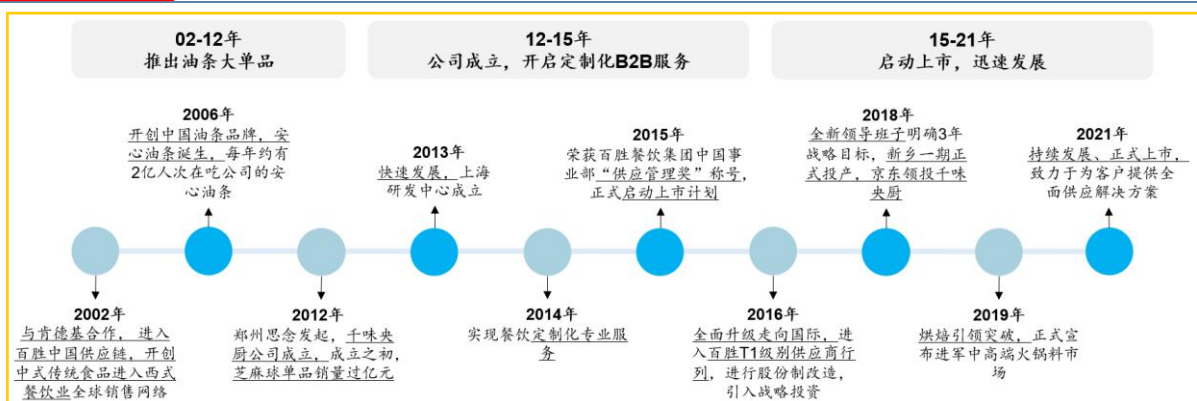 02-12年
推出油条大单品
12-15年
公司成立，开启定制化B2B服务
15-21年
启动上市，迅速发展
2006年
开创中国油条品牌，安
心油条诞生，每年约有
2亿人次在吃公司的安
心油条
2013年
快速发展，上海
研发中心成立
2015年
荣获百胜餐饮集团中国事
业部“供应管理奖”称号，
正式启动上市计划
2018年
全新领导班子明确3年
战略目标，新乡一期正
式投产，京东领投千味
央厨
2021年
持续发展、正式上市，
致力于为客户提供全
面供应解决方案
2002年
与肯德基合作，进入
百胜中国供应链，开创
中式传统食品进入西式
餐饮业全球销售网络
2012年
郑州思念发起，千味央
厨公司成立，成立之初，
芝麻球单品销量过亿元
2014年
实现餐饮定制化专业服
务
2016年
全面升级走向国际，进
入百胜T1级别供应商行
列，进行股份制改造，
引入战略投资
2019年
烘焙引领突破，正式宣
布进军中高端火锅料市
场